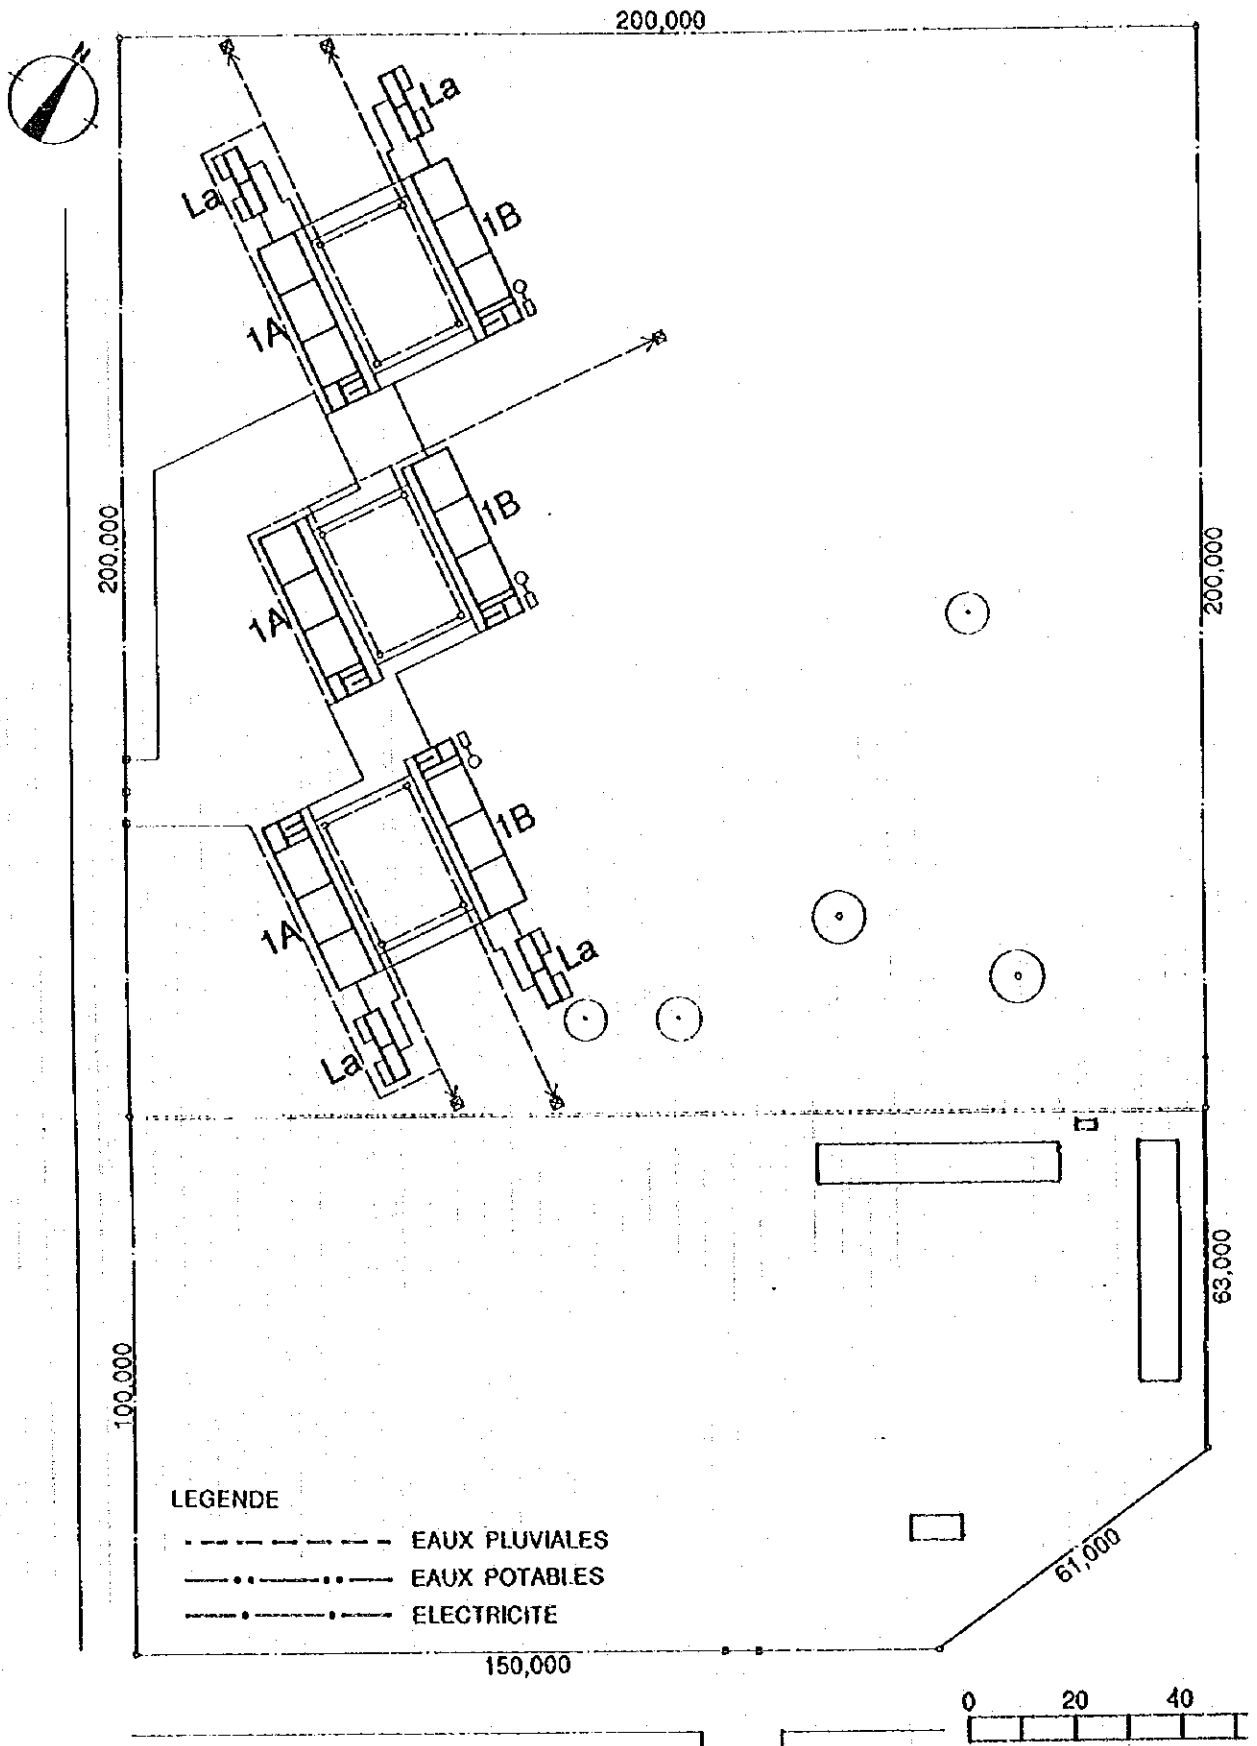 200,000
N
La
La
1B
1A
200,000
1B
200,000
1A
1B
1A
La
La
63,000
100,000
LEGENDE
EAUX PLUVIALES
EAUX POTABLES
ELECTRICITE
61,000
150,000
0 20 40